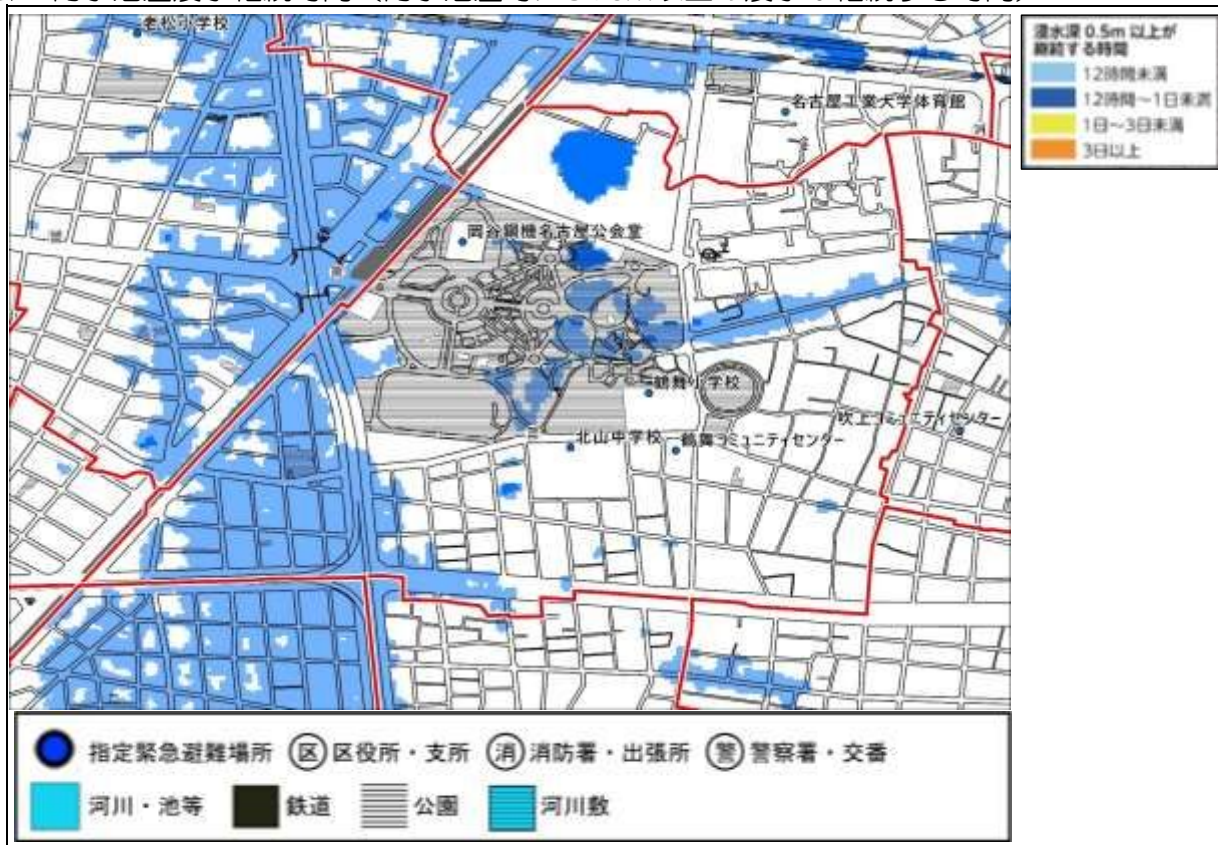 老松小学校
名古屋工業大学体育館
岡谷鋼機名古屋公会堂
鶴舞小学校
吹上コミュニティセンター
北山中学校
鶴舞コミュニティセンター
浸水深 0.5m 以上が
継続する時間
12時間未満
12時間～1日未満
1日～3日未満
3日以上
指定緊急避難場所 区 区役所・支所 消 消防署・出張所 警 警察署・交番
河川・池等 鉄道 公園 河川敷